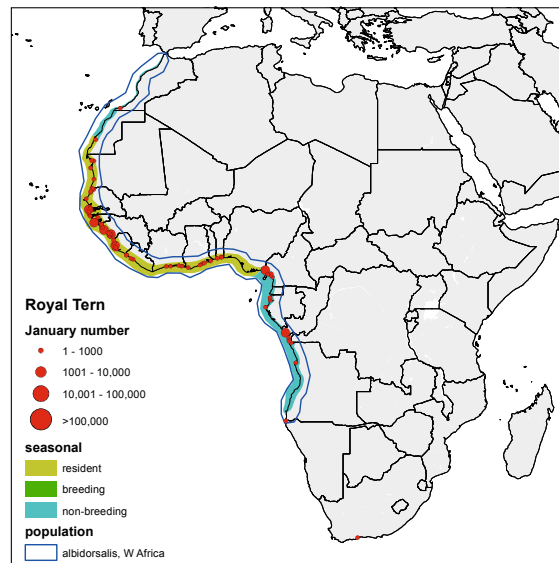 Royal Tern
January number
1 - 1000
1001 - 10,000
10,001 - 100,000
>100,000
seasonal
resident
breeding
non-breeding
population
albidorsalis, W Africa